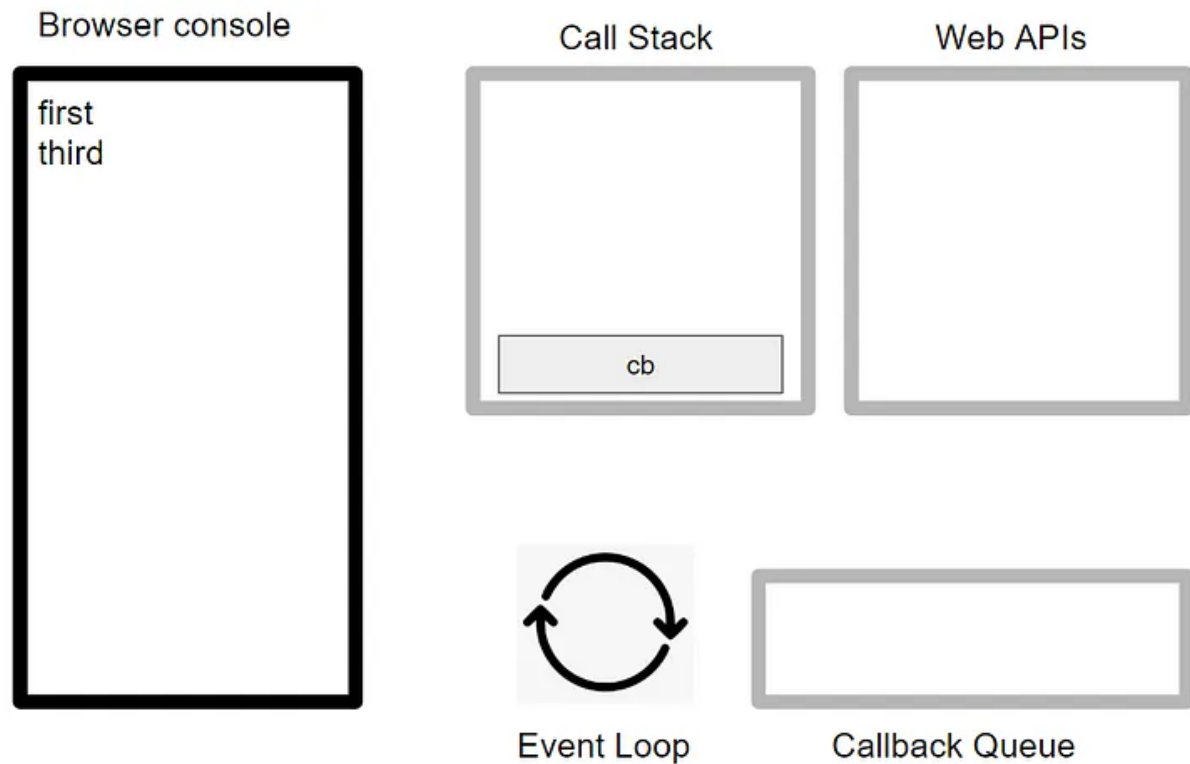 Browser console
first
third
Call Stack
cb
Web APIs
Event Loop
Callback Queue